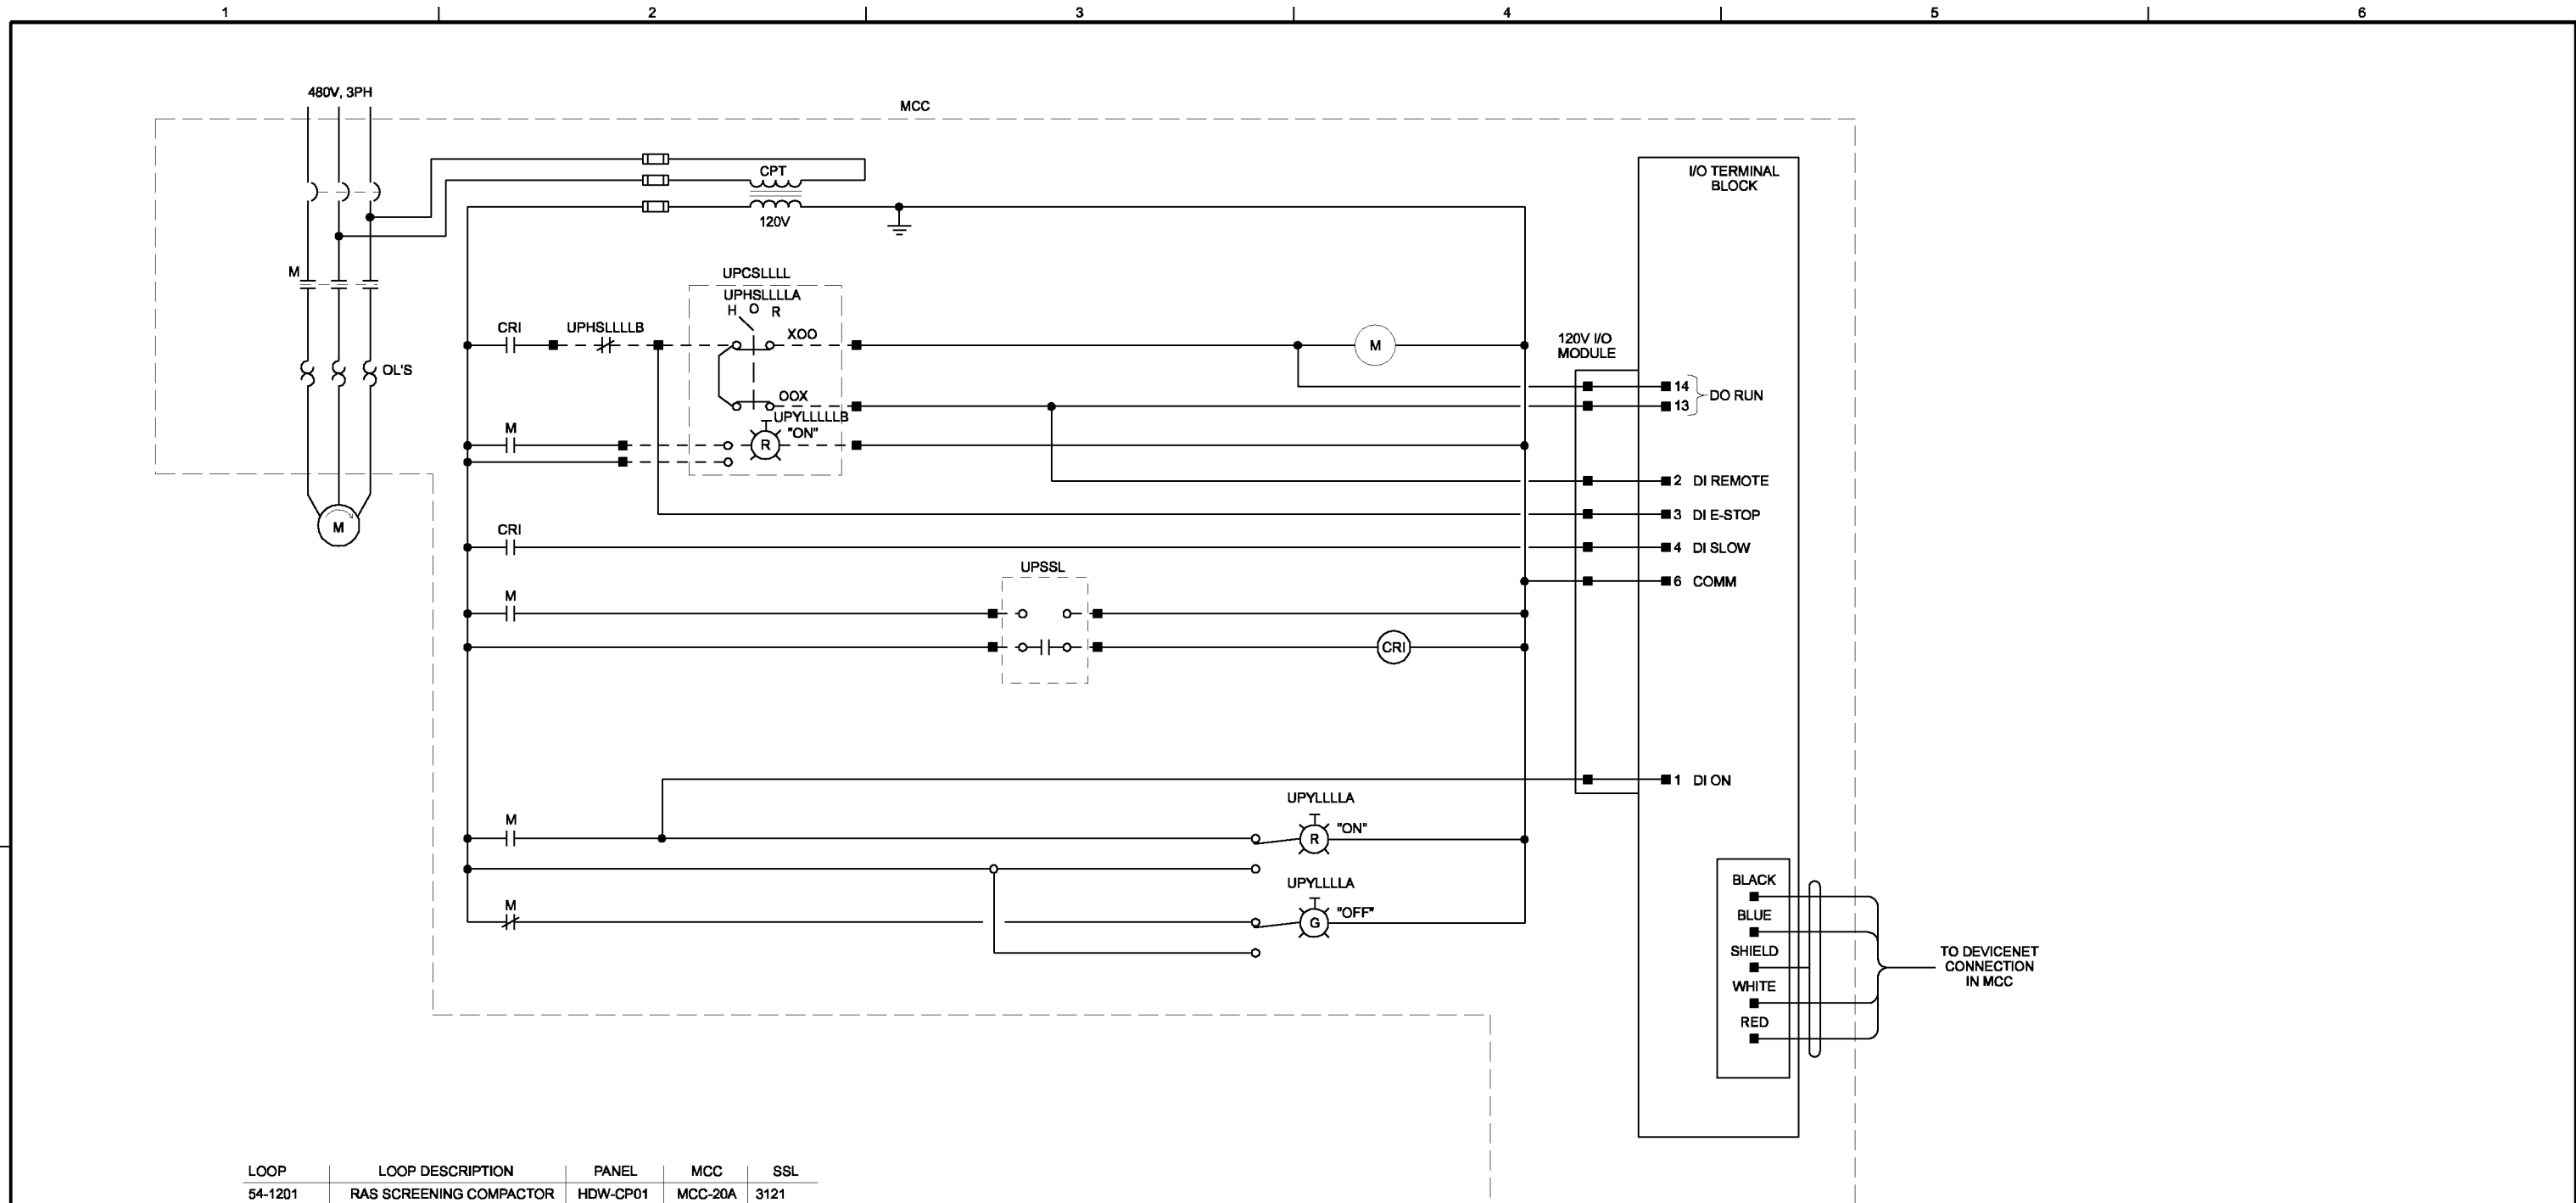 1 2 3 4 5 6
480V, 3PH
MCC
CPT
120V
I/O TERMINAL
BLOCK
M
UPCSLLLL
UPHSLLLLA
H O R
CRI
UPHSLLLLB
XOO
M
120V I/O
MODULE
OL'S
14
13
DO RUN
OOX
UPYLLLLLB
"ON"
M
R
2 DI REMOTE
3 DI E-STOP
M
CRI
4 DI SLOW
UPSSL
6 COMM
M
CRI
1 DI ON
UPYLLLLA
M
R
"ON"
UPYLLLLA
M
G
"OFF"
BLACK
BLUE
SHIELD
WHITE
RED
TO DEVICENET
CONNECTION
IN MCC
LOOP LOOP DESCRIPTION PANEL MCC SSL
54-1201 RAS SCREENING COMPACTOR HDW-CP01 MCC-20A 3121